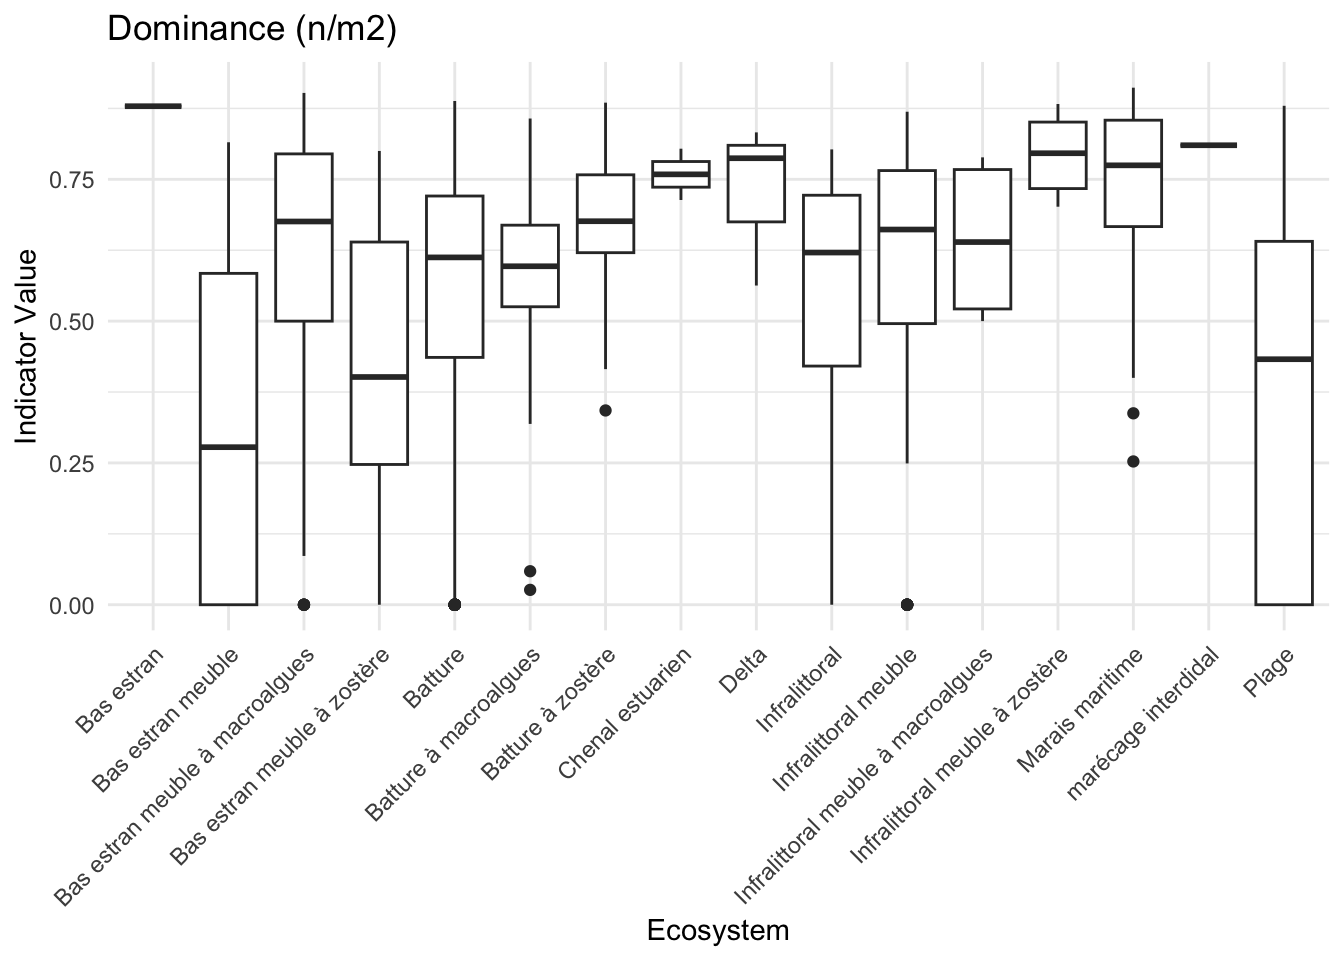 Dominance (n/m2)
Indicator Value
0.75
0.50
0.25
0.00
Bas estran
Bas estran meuble
Bas estran meuble à macroalgues
Bas estran meuble à zostère
Batture
Batture à macroalgues
Batture à zostère
Chenal estuarien
Delta
Infralittoral
Infralittoral meuble
Infralittoral meuble à macroalgues
Infralittoral meuble à zostère
Marais maritime
marécage interdidal
Plage
Ecosystem